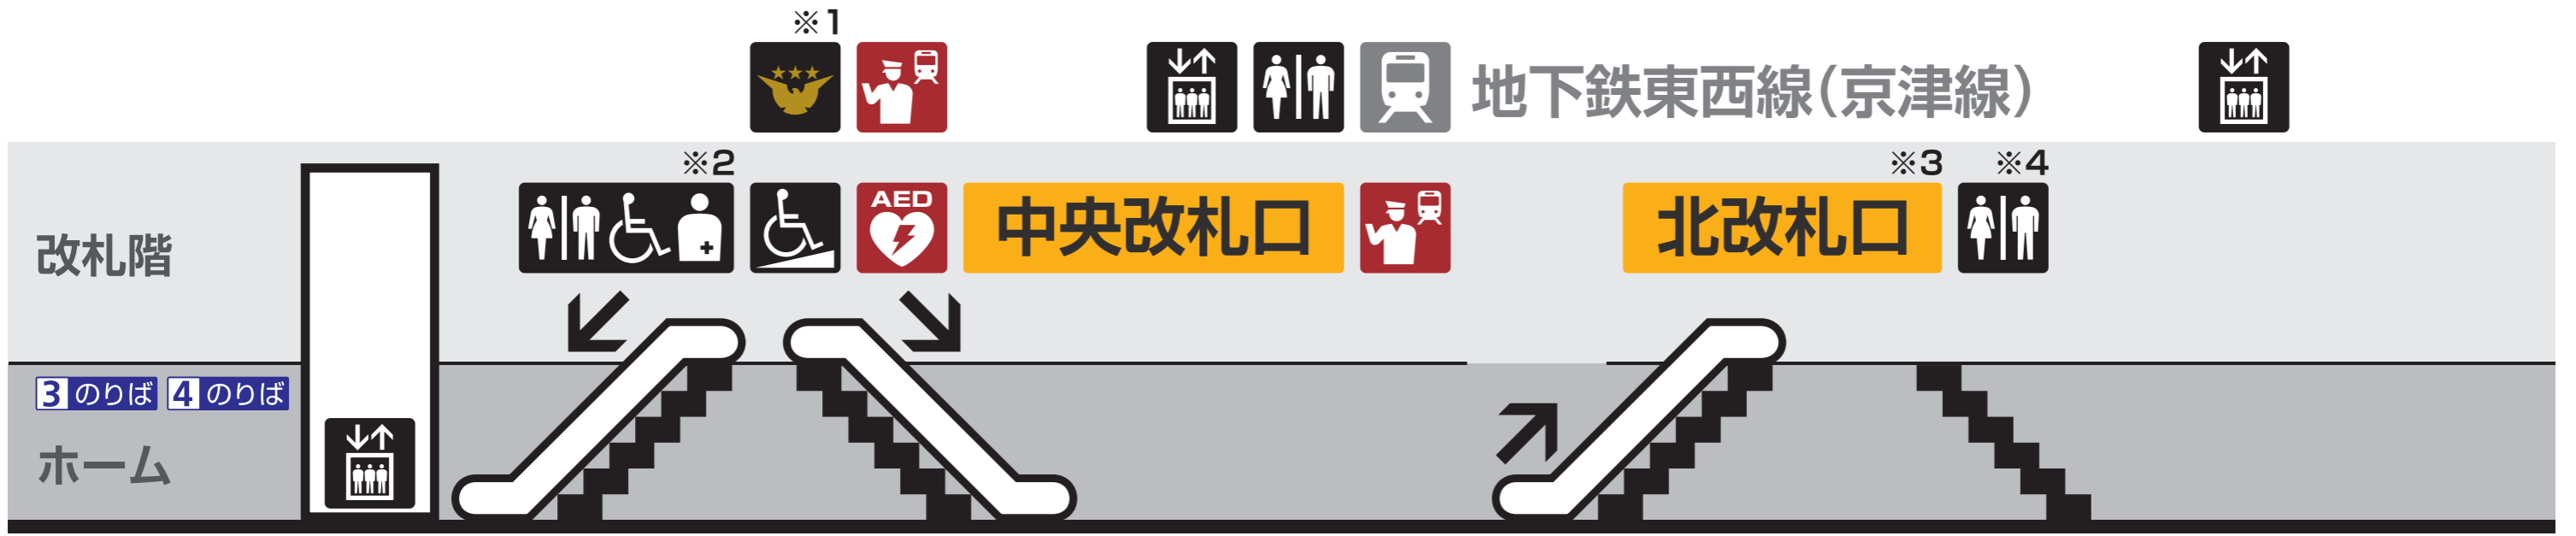 ※1
地下鉄東西線(京津線)
※2
※3
※4
AED
中央改札口
北改札口
改札階
3 のりば 4 のりば
ホーム